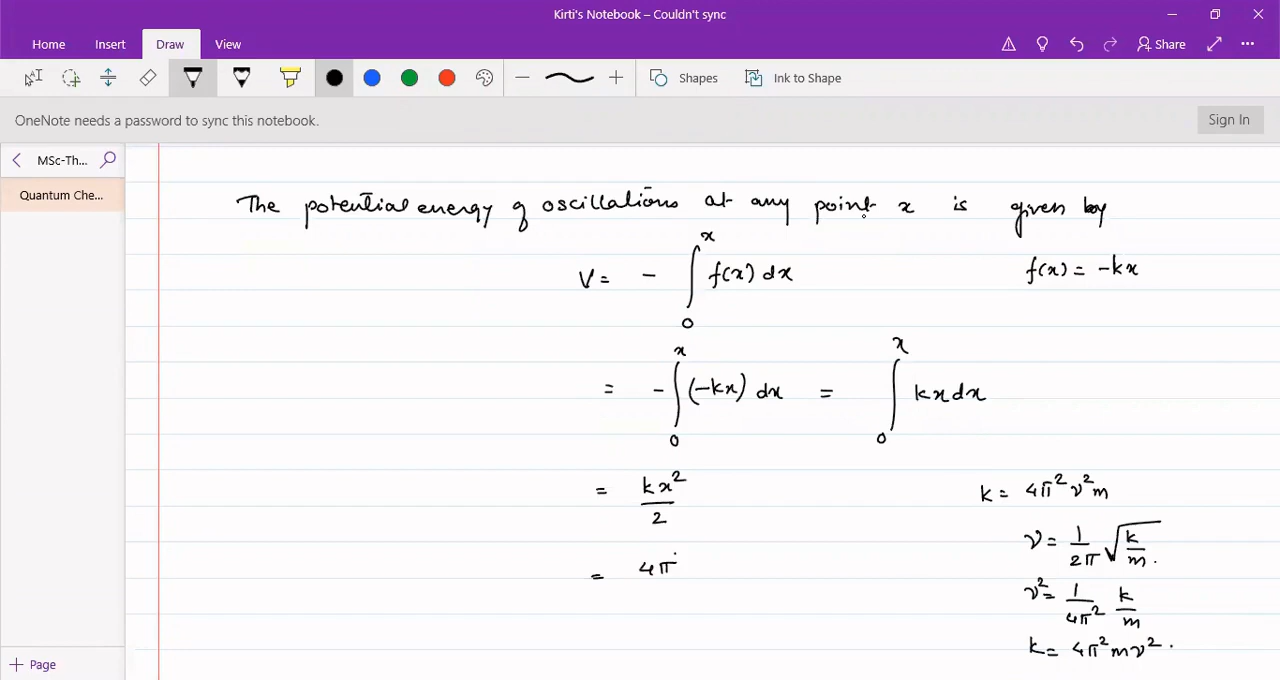 Kirti's Notebook – Couldn't sync
Home Insert Draw View Share
Shapes Ink to Shape
OneNote needs a password to sync this notebook. Sign In
MSc-Th...
Quantum Che...
The potential energy of oscillations at any point x is given by
V = - ∫₀ˣ f(x) dx f(x) = -kx
= - ∫₀ˣ (-kx) dx = ∫₀ˣ kx dx
= kx²/2 k = 4π²ν²m
ν = 1/2π √(k/m).
= 4π
ν² = 1/4π² k/m
k = 4π²mν².
+ Page